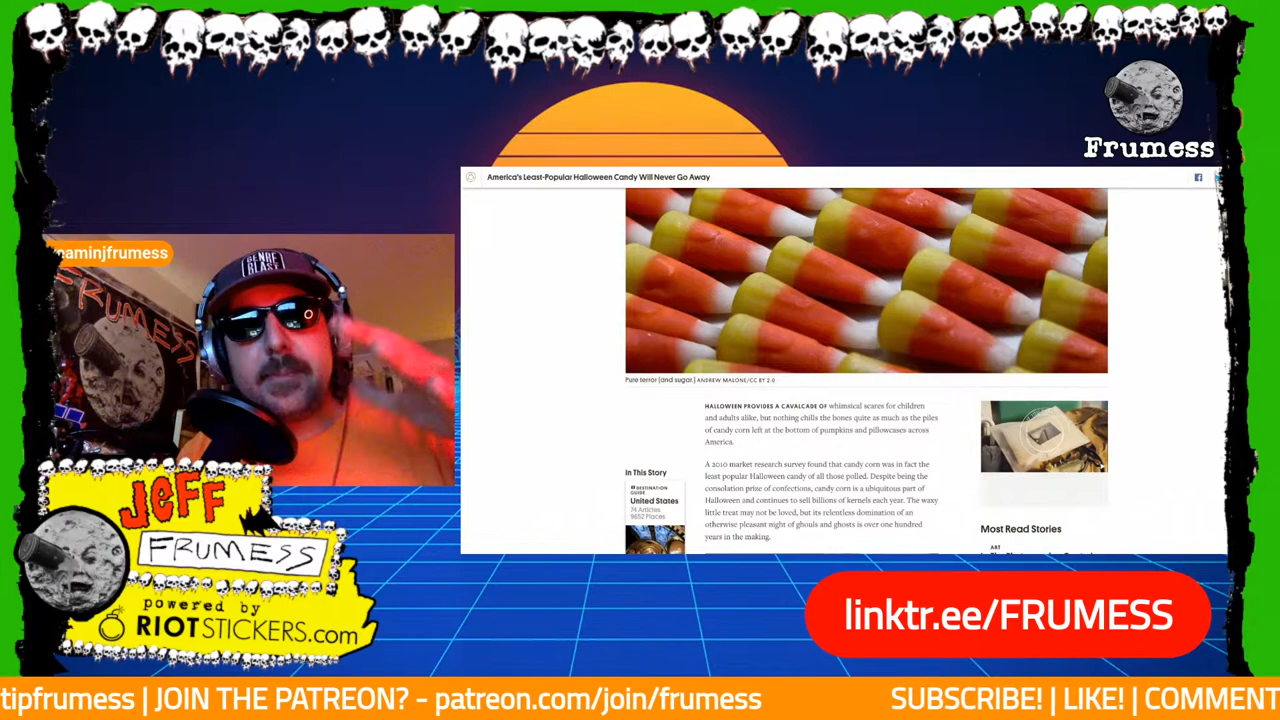 Frumess
America's Least-Popular Halloween Candy Will Never Go Away
eaminjfrumess
GENRE
BLAST
FRUMESS
Pure terror (and sugar.) ANDREW MALONE/CC BY 2.0
HALLOWEEN PROVIDES A CAVALCADE OF whimsical scares for children
and adults alike, but nothing chills the bones quite as much as the piles
of candy corn left at the bottom of pumpkins and pillowcases across
America.
A 2010 market research survey found that candy corn was in fact the
least popular Halloween candy of all those polled. Despite being the
consolation prize of confections, candy corn is a ubiquitous part of
Halloween and continues to sell billions of kernels each year. The waxy
little treat may not be loved, but its relentless domination of an
otherwise pleasant night of ghouls and ghosts is over one hundred
years in the making.
In This Story
DESTINATION
GUIDE
United States
74 Articles
9652 Places
Most Read Stories
ART
JEFF
FRUMESS
powered by
RIOTSTICKERS.com
linktr.ee/FRUMESS
tipfrumess | JOIN THE PATREON? - patreon.com/join/frumess
SUBSCRIBE! | LIKE! | COMMENT